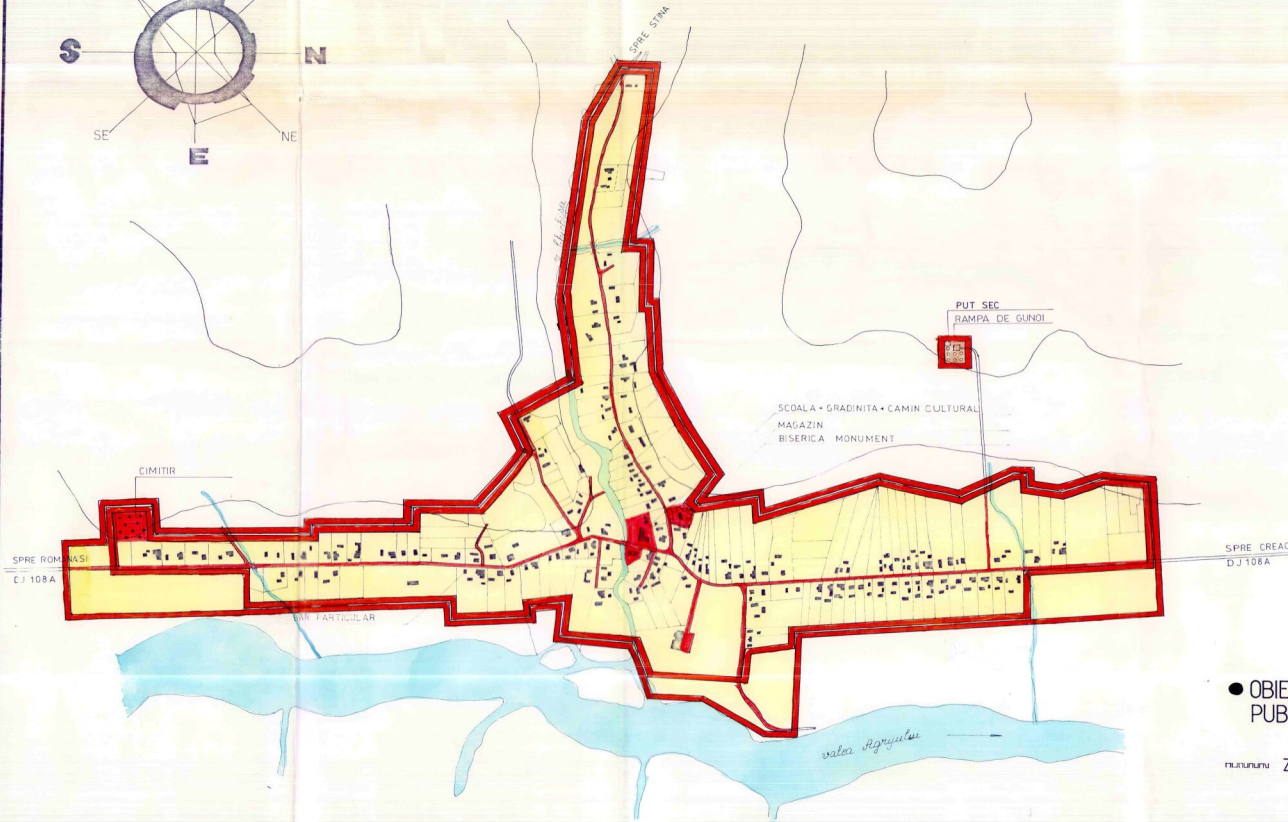 S
N
SE
NE
E
SPRE STINA
PUT SEC
RAMPA DE GUNOI
SCOALA + GRADINITA + CAMIN CULTURAL
MAGAZIN
BISERICA MONUMENT
CIMITIR
SPRE ROMANASI
DJ 108A
SPRE CREAC
DJ 108A
BAR PARTICULAR
valea Agrijului
OBIE
PUB
Z